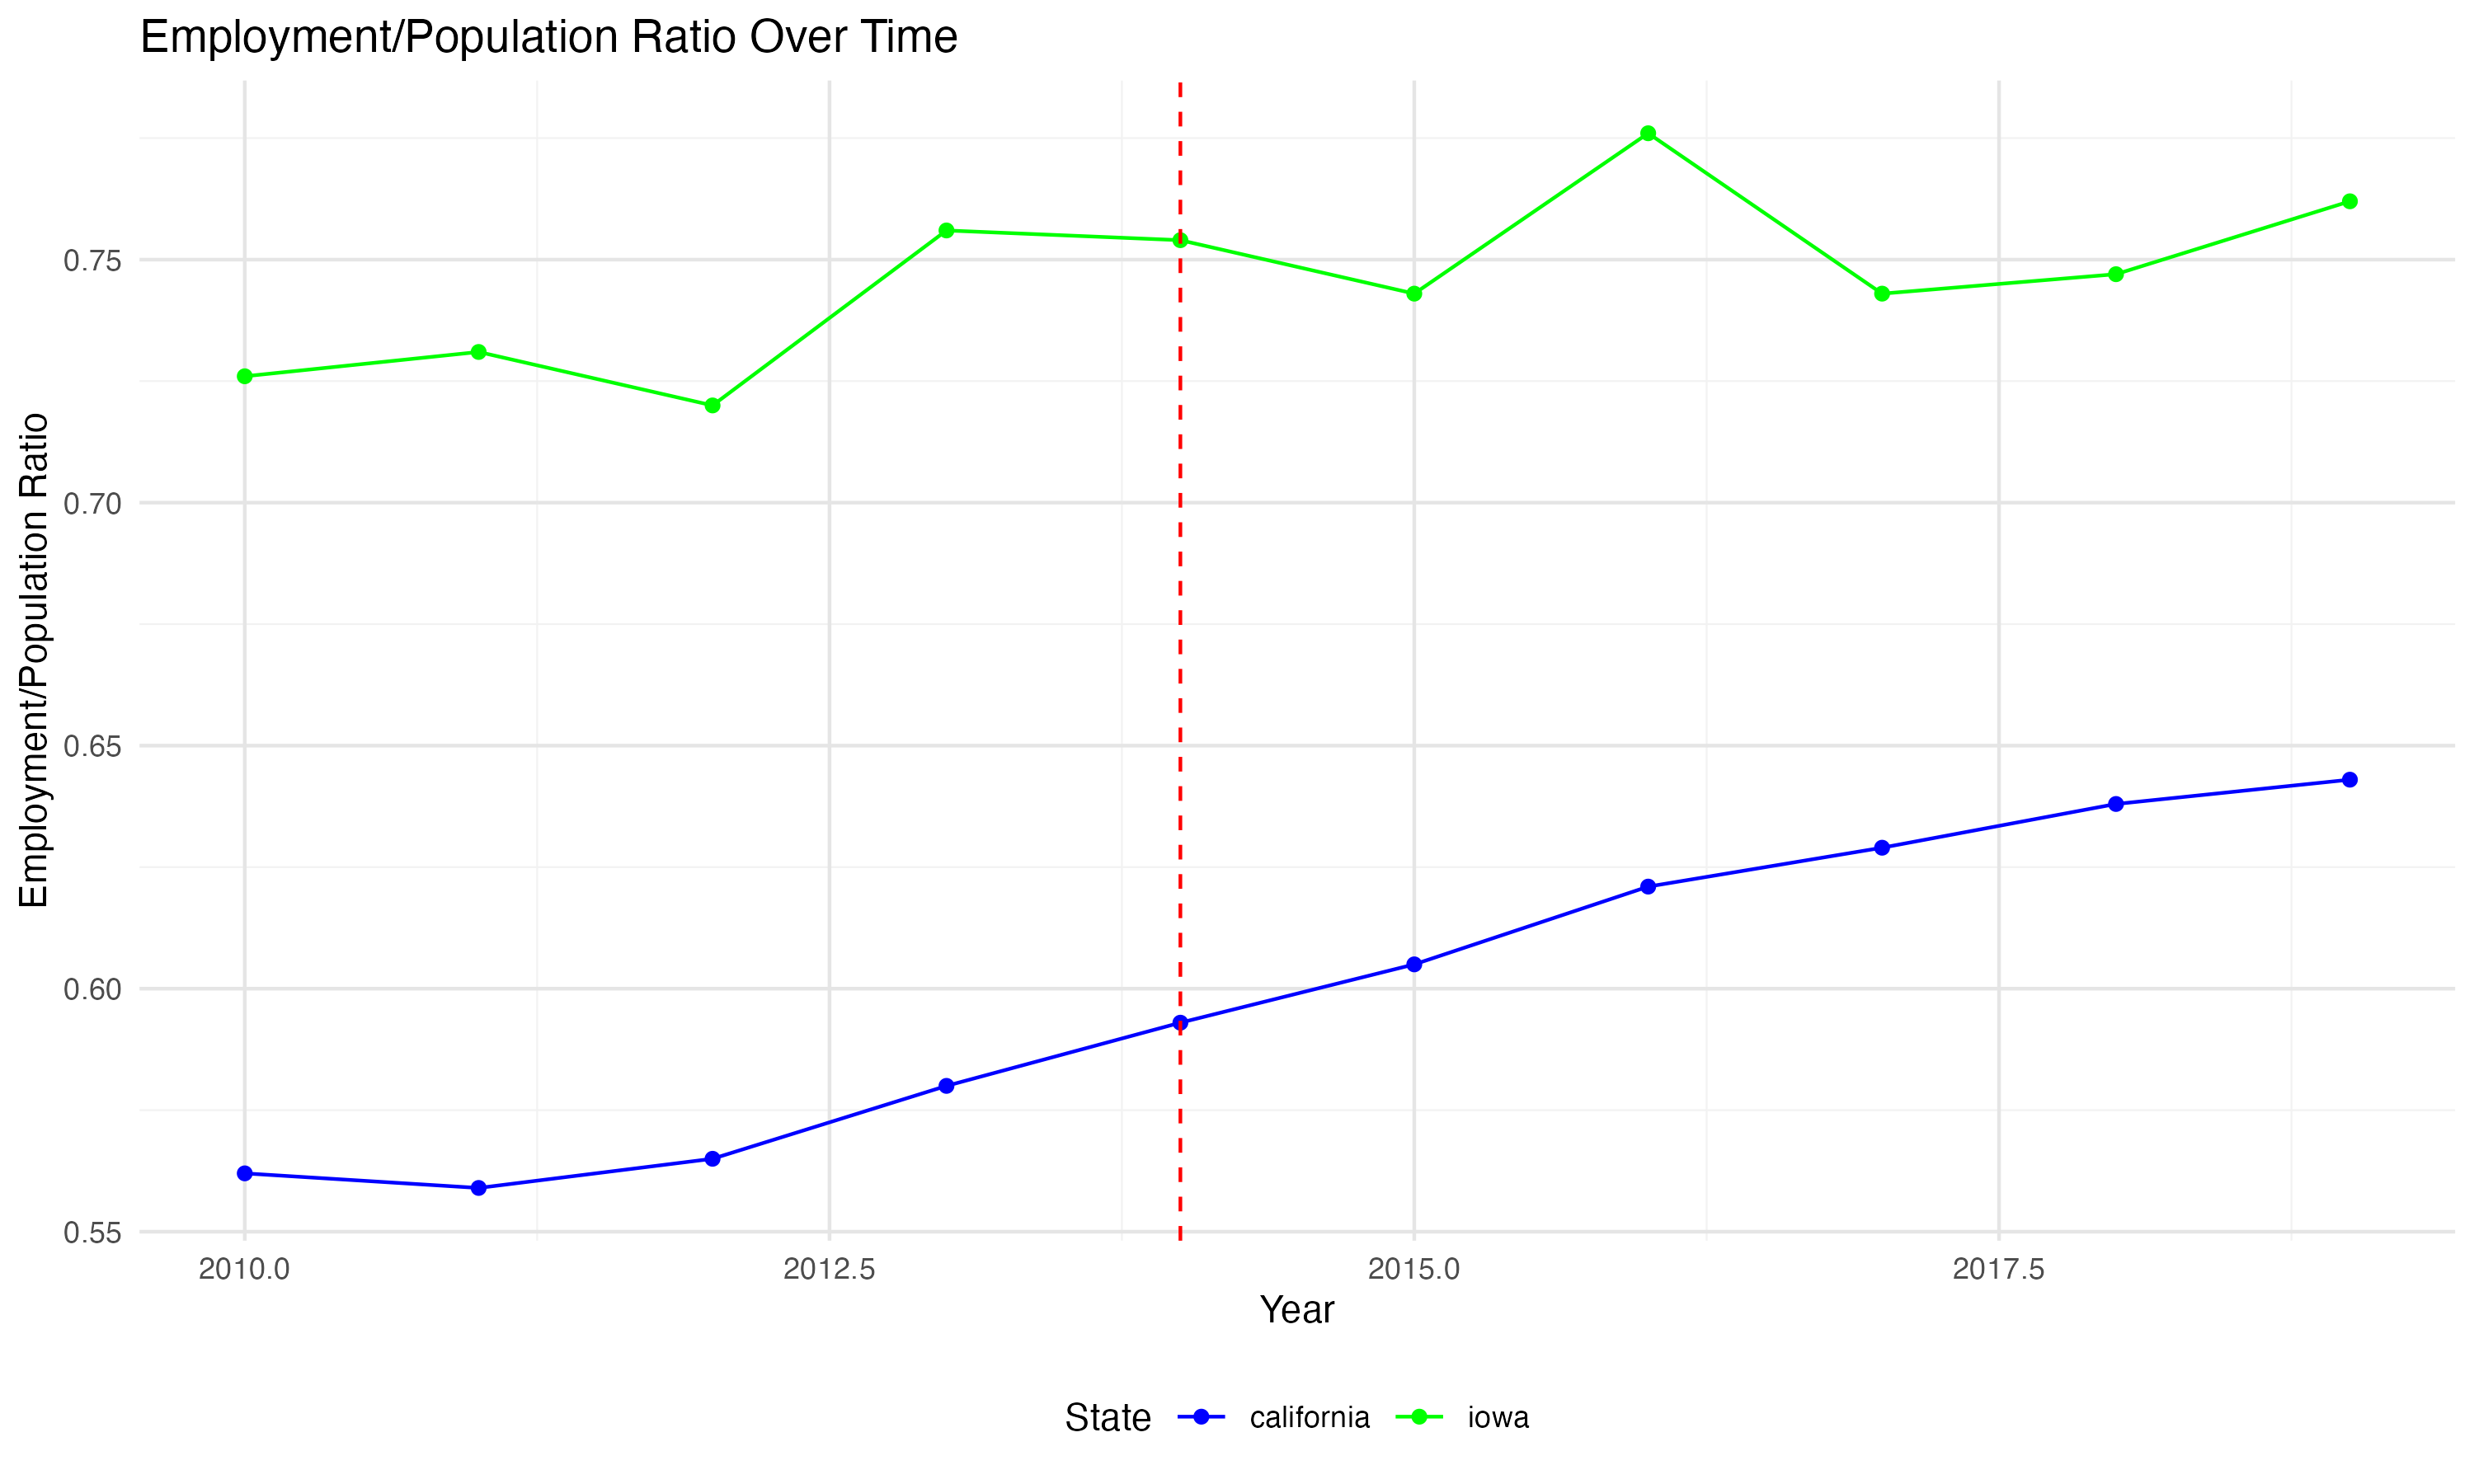 Employment/Population Ratio Over Time
Employment/Population Ratio
0.75
0.70
0.65
0.60
0.55
2010.0 2012.5 2015.0 2017.5
Year
State california iowa